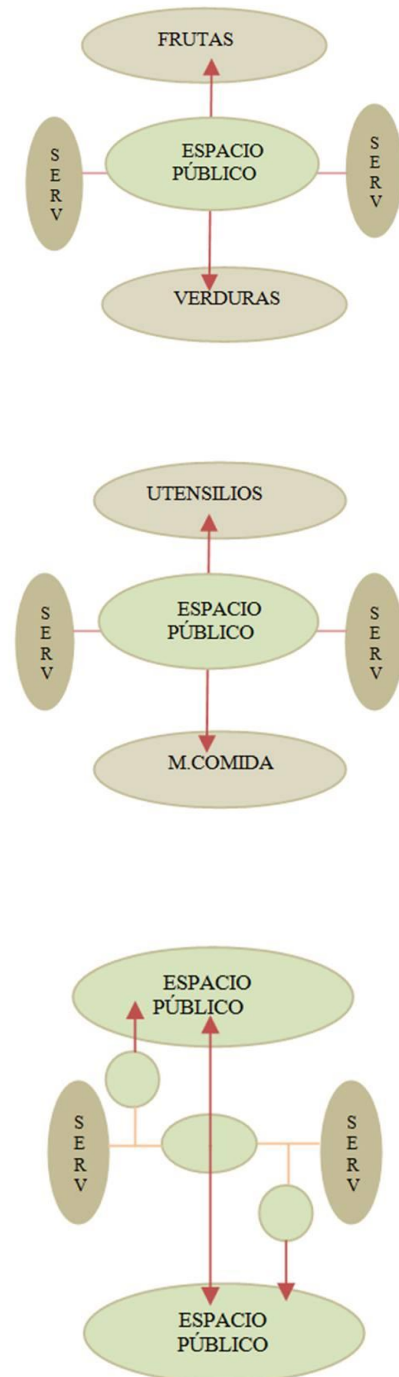 FRUTAS
ESPACIO
PÚBLICO
S
E
R
V
S
E
R
V
VERDURAS
UTENSILIOS
ESPACIO
PÚBLICO
S
E
R
V
S
E
R
V
M.COMIDA
ESPACIO
PÚBLICO
S
E
R
V
S
E
R
V
ESPACIO
PÚBLICO